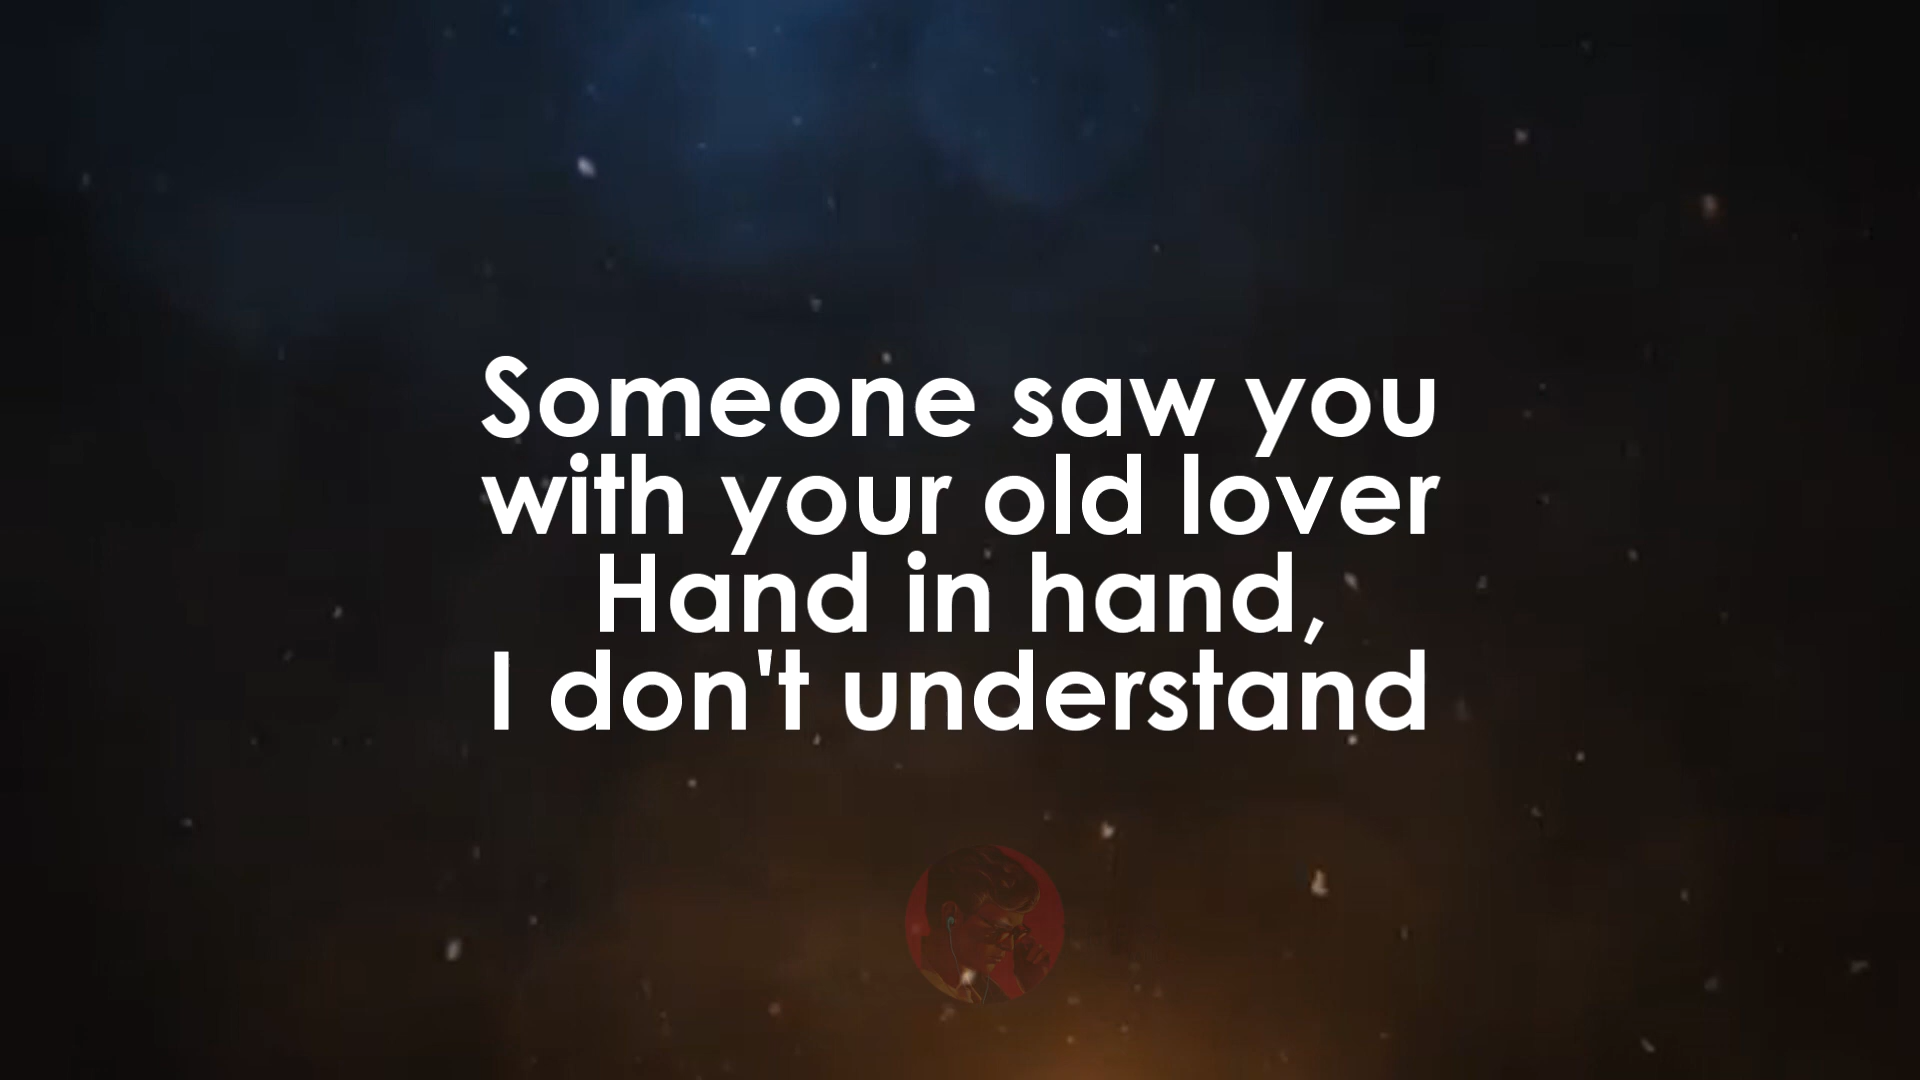 Someone saw you
with your old lover
Hand in hand,
I don't understand